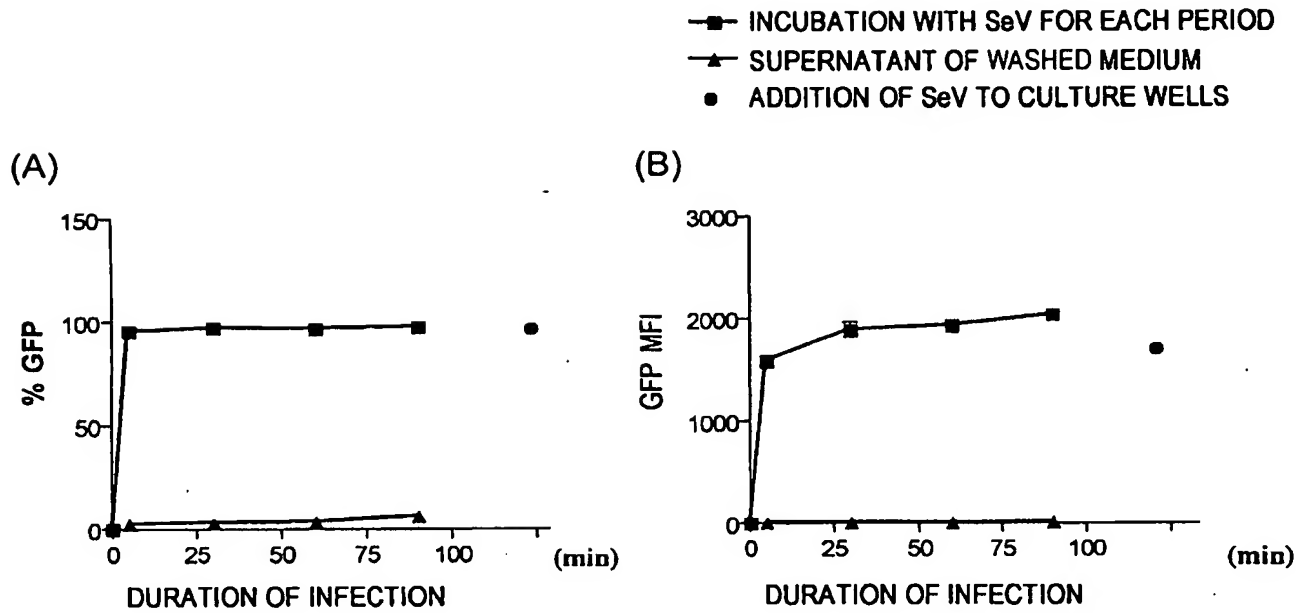 INCUBATION WITH SeV FOR EACH PERIOD
SUPERNATANT OF WASHED MEDIUM
ADDITION OF SeV TO CULTURE WELLS
(A)
150
100
50
0
% GFP
0 25 50 75 100 (min)
DURATION OF INFECTION
(B)
3000
2000
1000
0
GFP MFI
0 25 50 75 100 (min)
DURATION OF INFECTION